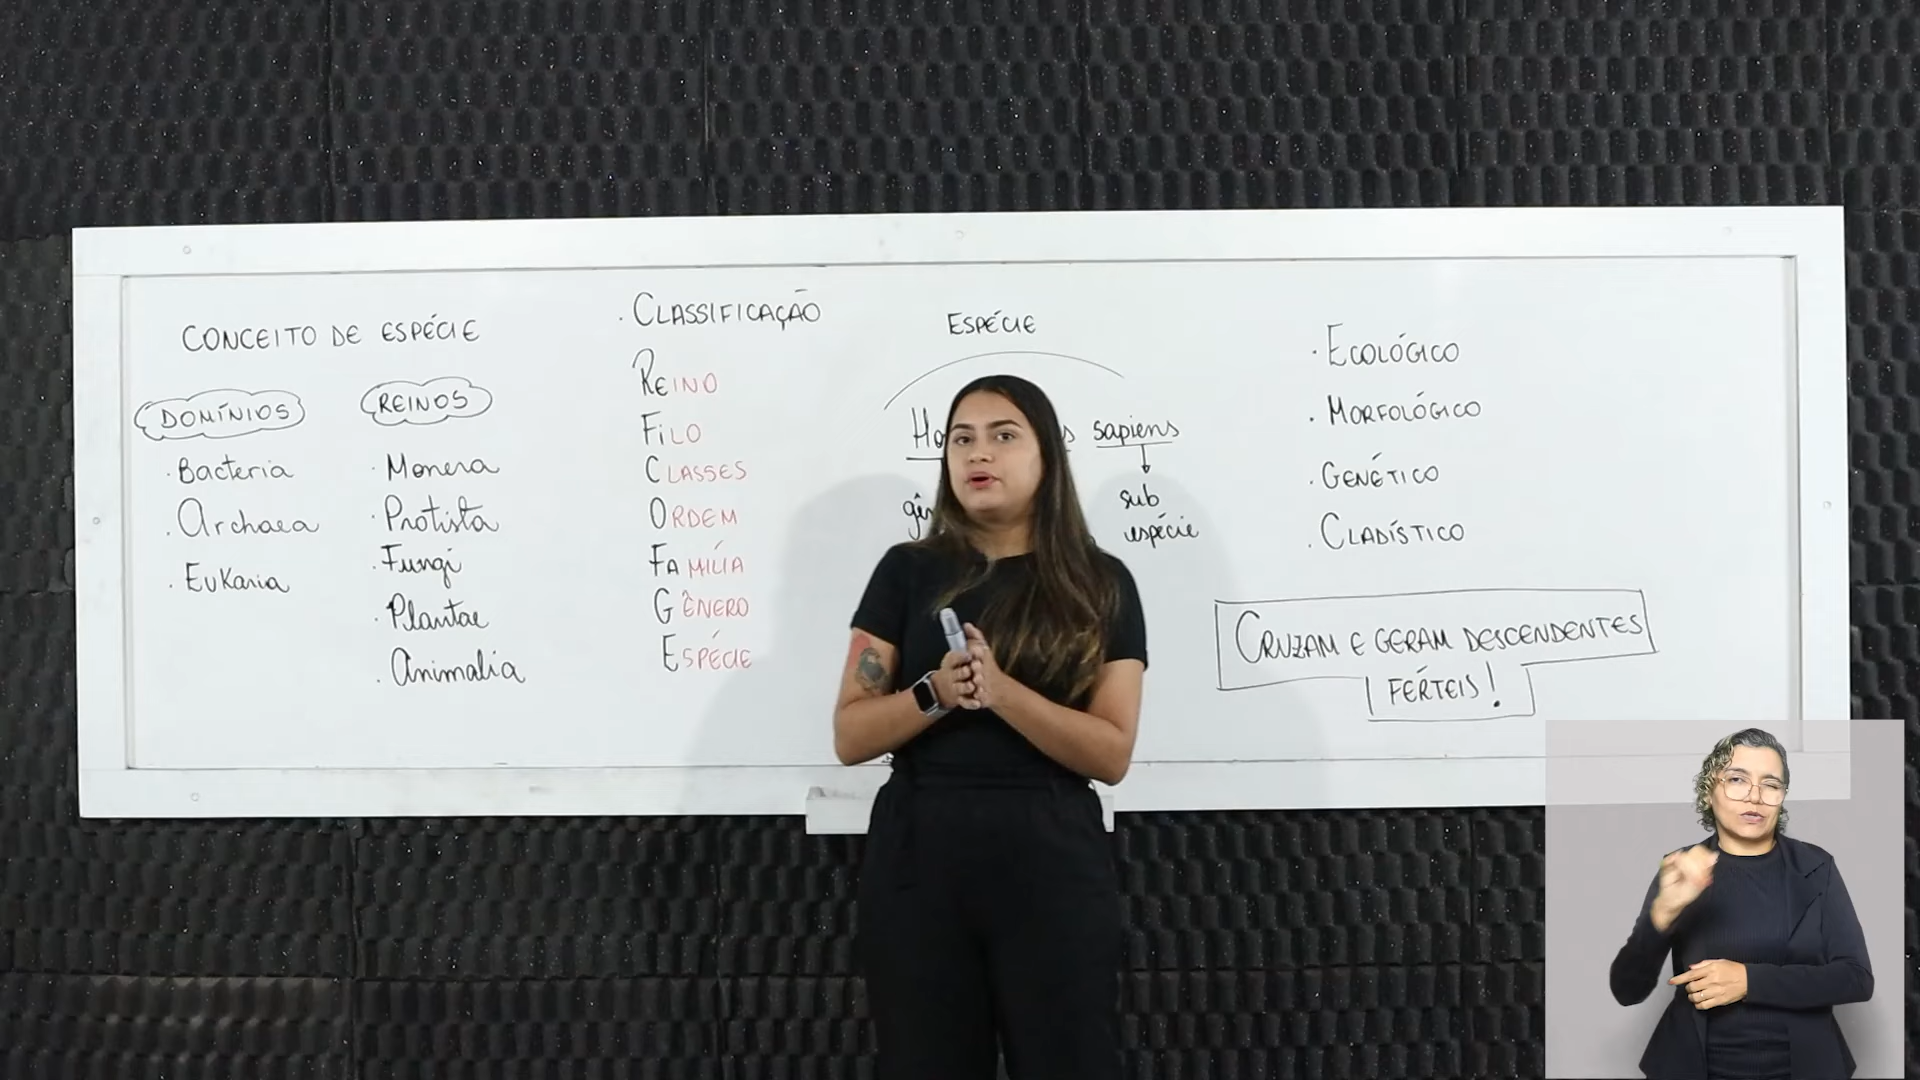 CONCEITO DE ESPÉCIE
DOMÍNIOS
· Bacteria
· Archaea
· Eukaria
REINOS
· Monera
· Protista
· Fungi
· Plantae
· Animalia
· CLASSIFICAÇÃO
REINO
FILO
CLASSES
ORDEM
FAMÍLIA
GÊNERO
ESPÉCIE
ESPÉCIE
sapiens
sub
espécie
· ECOLÓGICO
· MORFOLÓGICO
· GENÉTICO
· CLADÍSTICO
CRUZAM E GERAM DESCENDENTES
FÉRTEIS!